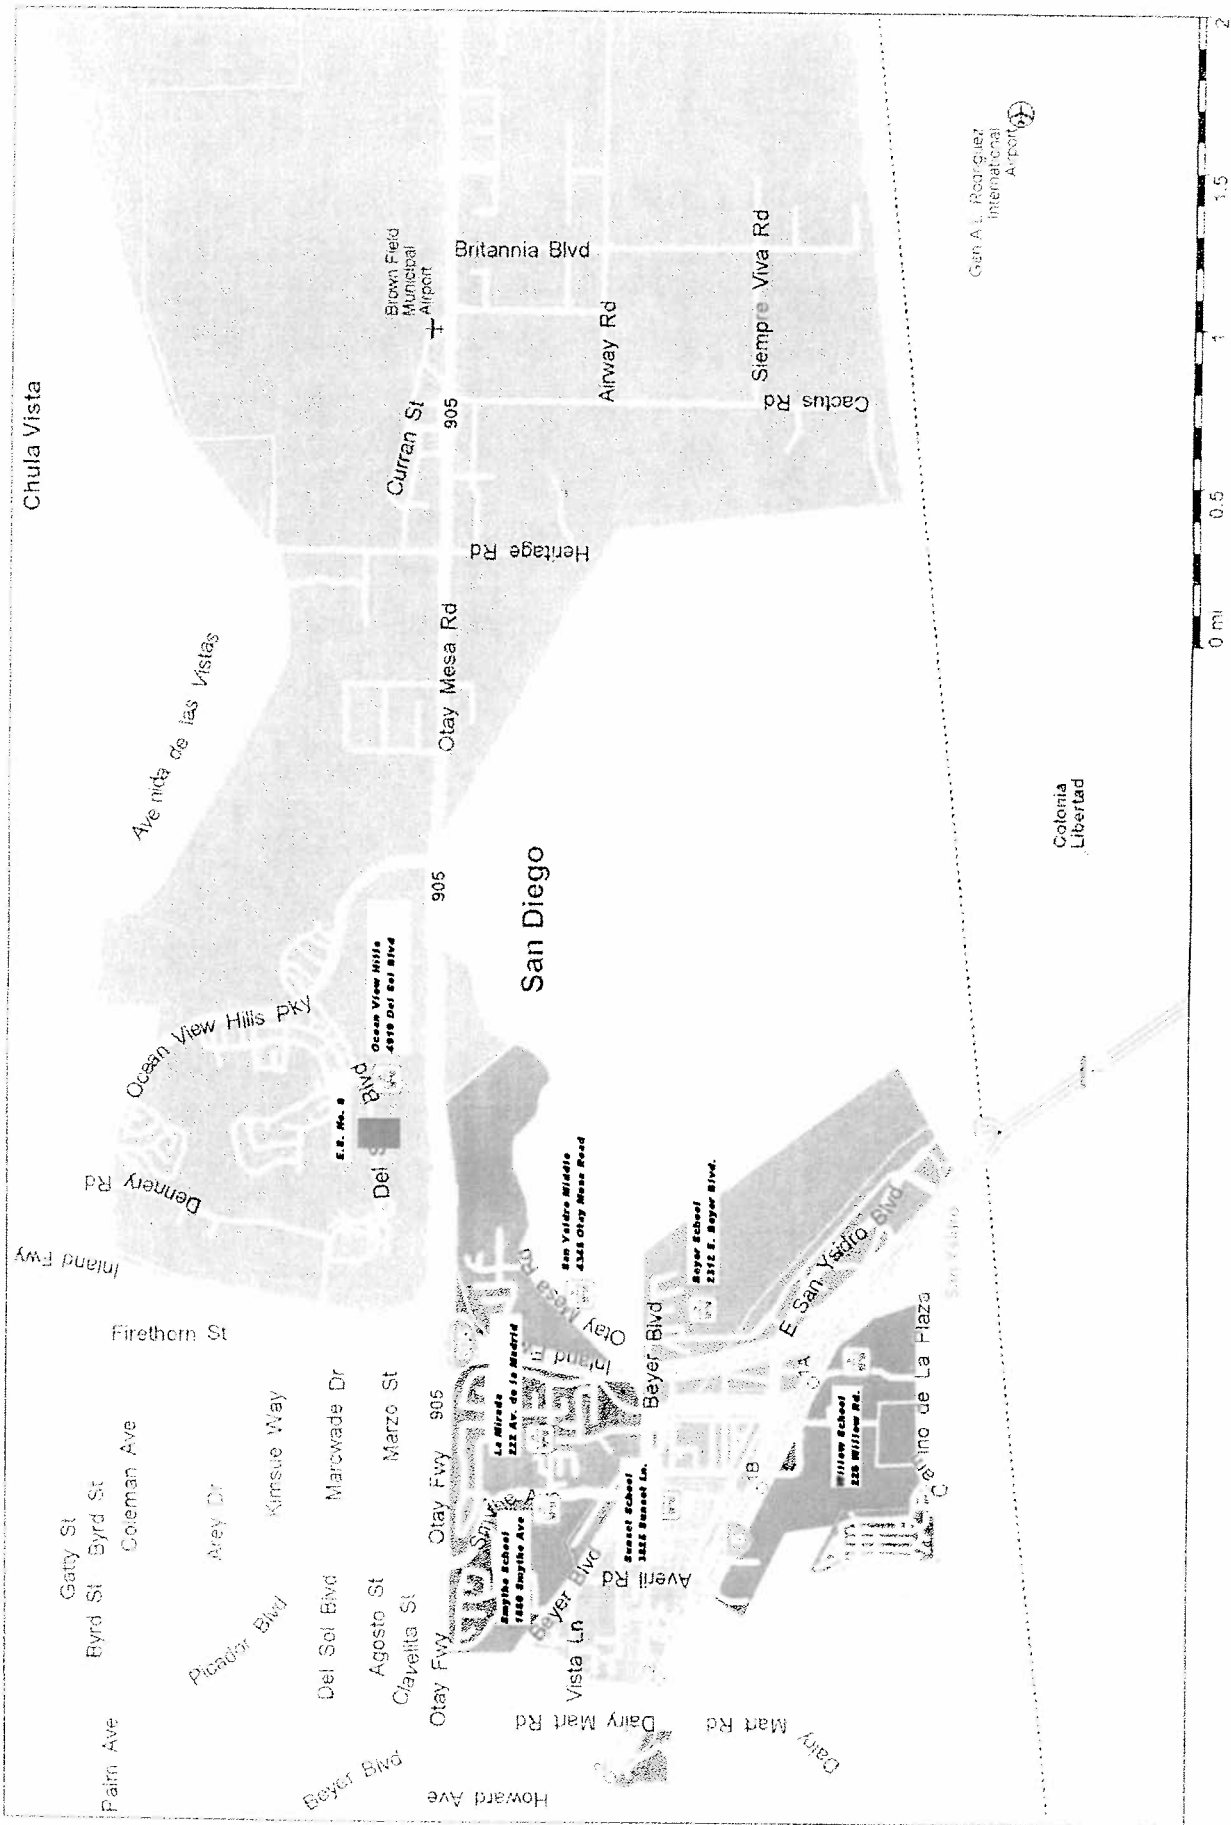 Chula Vista
Palm Ave
Byrd St
Gatty St
Byrd St
Coleman Ave
Firethorn St
Inland Fwy
Dennery Rd
Ocean View Hills Pky
Avenida de las Vistas
Picador Blvd
Arey Dr
Kimsue Way
Beyer Blvd
Del Sol Blvd
Marcwade Dr
Agosto St
Marzo St
Clavelita St
Del S
Blvd
E.S. No. 8
Ocean View Hills
4919 Del Sol Blvd
Curran St
Brown Field
Municipal
Airport
Otay Fwy
Otay Fwy
905
905
Otay Mesa Rd
905
Britannia Blvd
Heritage Rd
Airway Rd
Siempre Viva Rd
Cactus Rd
Howard Ave
Dairy Mart Rd
Smythe School
1880 Smythe Ave
La Mirada
222 Av. de la Madrid
Otay Mesa Rd
Inland
San Ysidro Middle
4345 Otay Mesa Road
San Diego
Vista Ln
Beyer Blvd
Averil Rd
Sunset School
3825 Sunset Ln.
Beyer Blvd
Beyer School
2312 E. Beyer Blvd.
Dairy Mart Rd
1B
1A
E San Ysidro Blvd
Willow School
226 Willow Rd.
Camino de La Plaza
San Ysidro
Gen A L Rodriguez
International
Airport
Colonia
Libertad
0 mi 0.5 1 1.5 2